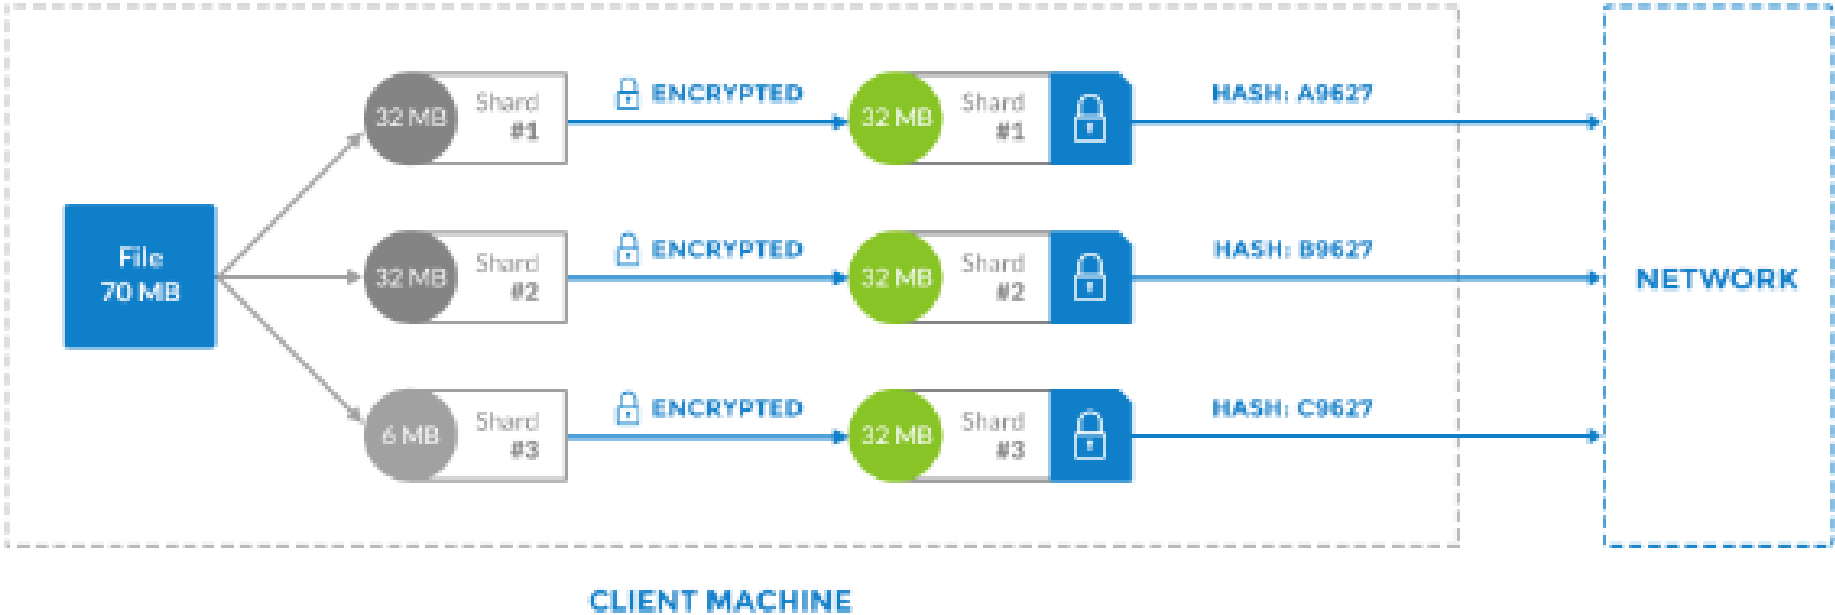 32 MB
Shard
#1
ENCRYPTED
32 MB
Shard
#1
HASH: A9627
File
70 MB
32 MB
Shard
#2
ENCRYPTED
32 MB
Shard
#2
HASH: B9627
NETWORK
6 MB
Shard
#3
ENCRYPTED
32 MB
Shard
#3
HASH: C9627
CLIENT MACHINE